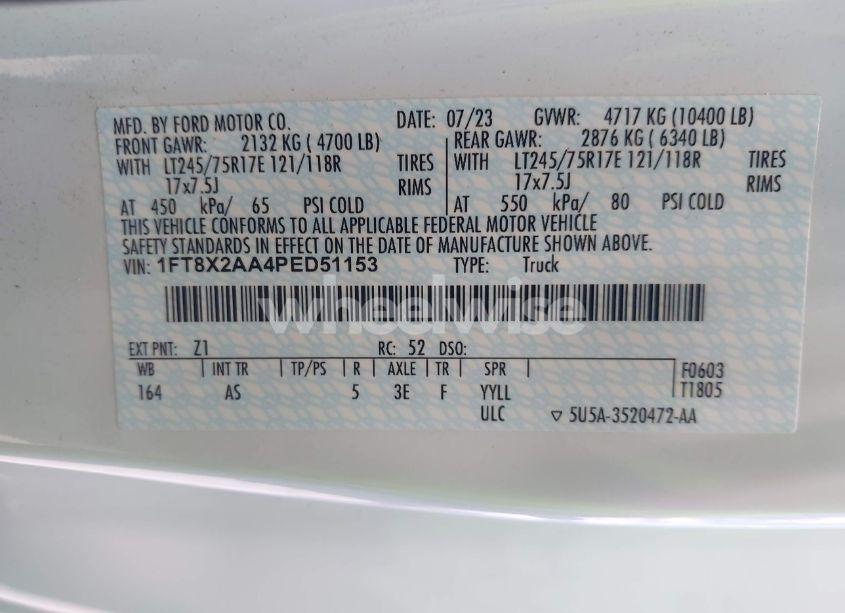 MFD. BY FORD MOTOR CO. DATE: 07/23 GVWR: 4717 KG (10400 LB)
FRONT GAWR: 2132 KG ( 4700 LB) REAR GAWR: 2876 KG ( 6340 LB)
WITH LT245/75R17E 121/118R TIRES WITH LT245/75R17E 121/118R TIRES
17x7.5J RIMS 17x7.5J RIMS
AT 450 kPa/ 65 PSI COLD AT 550 kPa/ 80 PSI COLD
THIS VEHICLE CONFORMS TO ALL APPLICABLE FEDERAL MOTOR VEHICLE
SAFETY STANDARDS IN EFFECT ON THE DATE OF MANUFACTURE SHOWN ABOVE.
VIN: 1FT8X2AA4PED51153 TYPE: Truck
wheelwise
EXT PNT: Z1 RC: 52 DSO:
WB INT TR TP/PS R AXLE TR SPR F0603
164 AS 5 3E F YYLL T1805
ULC ▽ 5U5A-3520472-AA